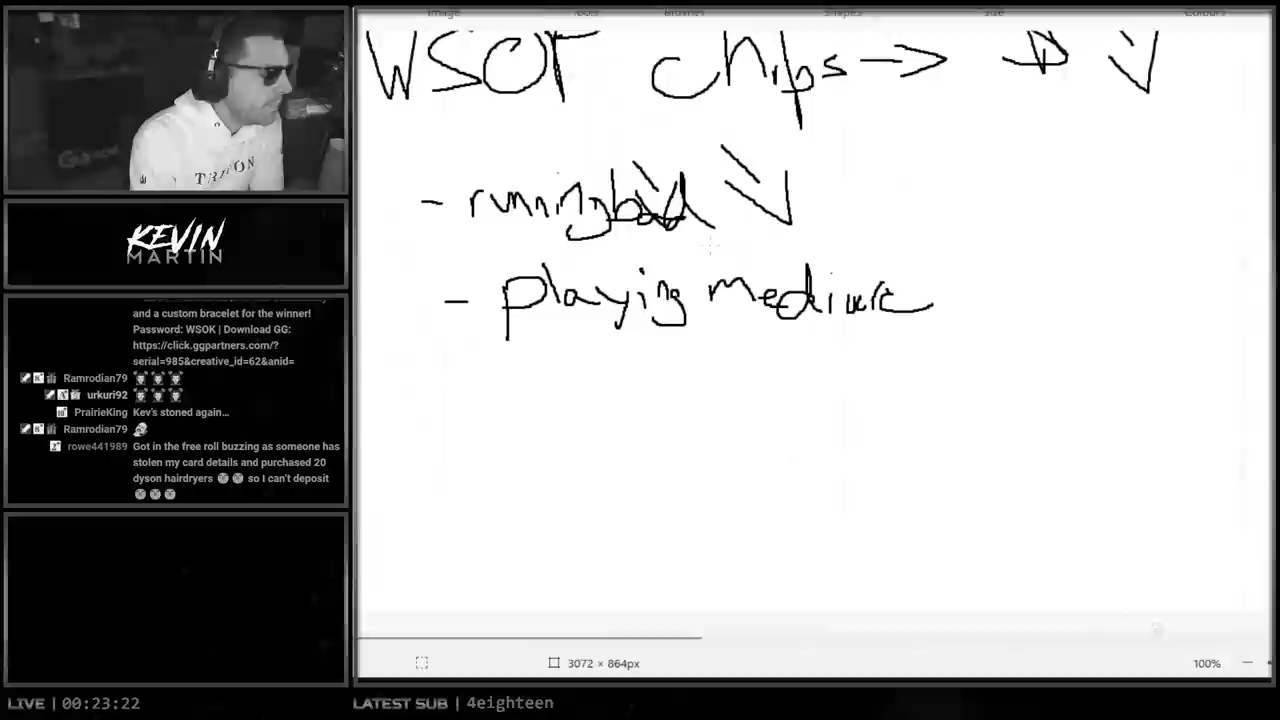 WSOP chips →
- running bad
- playing mediocre
TRITON
KEVIN
MARTIN
and a custom bracelet for the winner!
Password: WSOK | Download GG:
https://click.ggpartners.com/?
serial=985&creative_id=62&anid=
Ramrodian79
urkuri92
PrairieKing Kev's stoned again...
Ramrodian79
rowe441989 Got in the free roll buzzing as someone has
stolen my card details and purchased 20
dyson hairdryers so I can't deposit
3072 × 864px
100%
LIVE | 00:23:22
LATEST SUB | 4eighteen